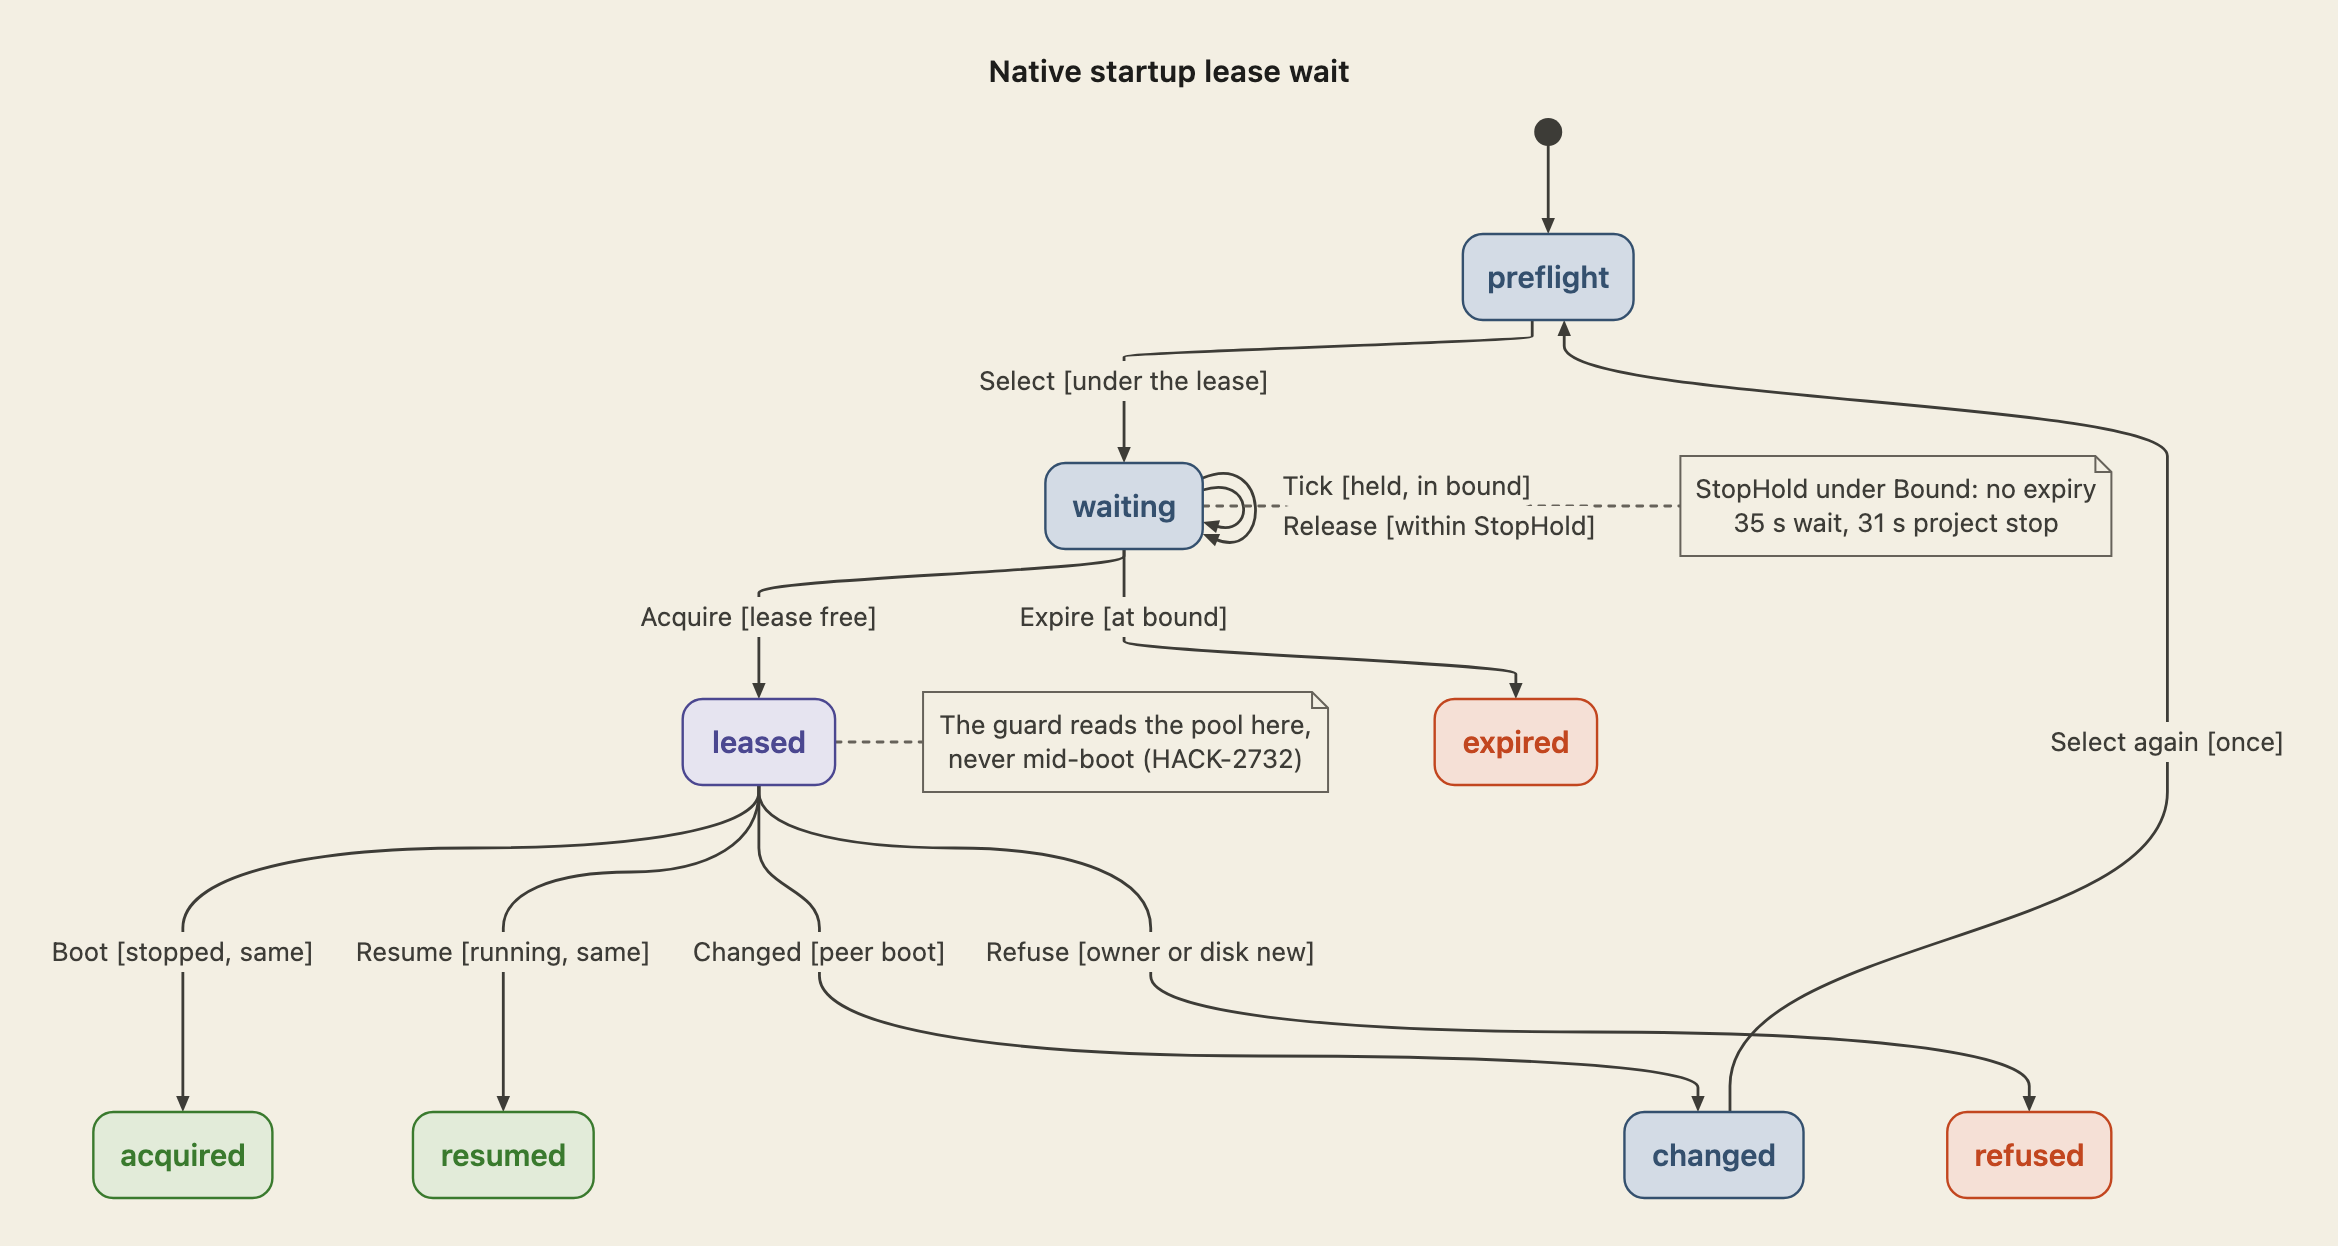 Native startup lease wait
preflight
Select [under the lease]
waiting
Tick [held, in bound]
Release [within StopHold]
StopHold under Bound: no expiry
35 s wait, 31 s project stop
Acquire [lease free]
Expire [at bound]
leased
The guard reads the pool here,
never mid-boot (HACK-2732)
expired
Select again [once]
Boot [stopped, same]
Resume [running, same]
Changed [peer boot]
Refuse [owner or disk new]
acquired
resumed
changed
refused